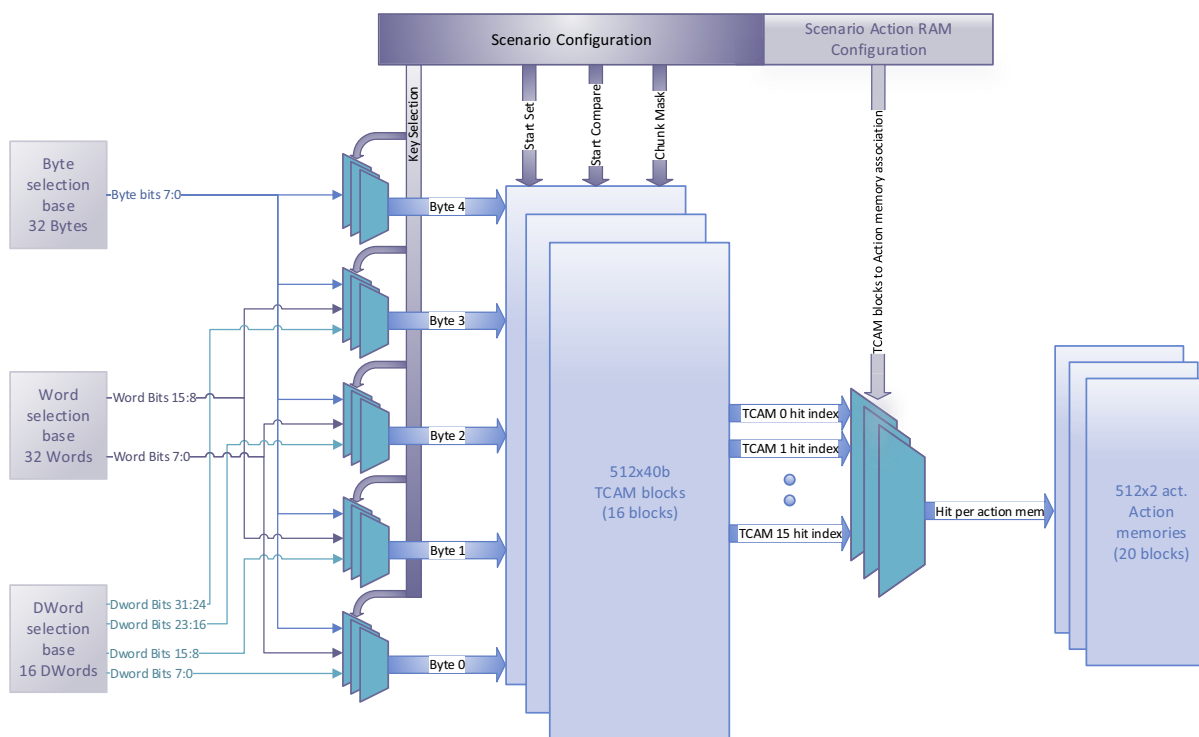 Scenario Configuration
Scenario Action RAM
Configuration
Key Selection
Start Set
Start Compare
Chunk Mask
TCAM blocks to Action memory association
Byte
selection
base
32 Bytes
Byte bits 7:0
Byte 4
Byte 3
Word
selection
base
32 Words
Word Bits 15:8
Word Bits 7:0
Byte 2
Byte 1
DWord
selection
base
16 DWords
Dword Bits 31:24
Dword Bits 23:16
Dword Bits 15:8
Dword Bits 7:0
Byte 0
512x40b
TCAM blocks
(16 blocks)
TCAM 0 hit index
TCAM 1 hit index
TCAM 15 hit index
Hit per action mem
512x2 act.
Action
memories
(20 blocks)